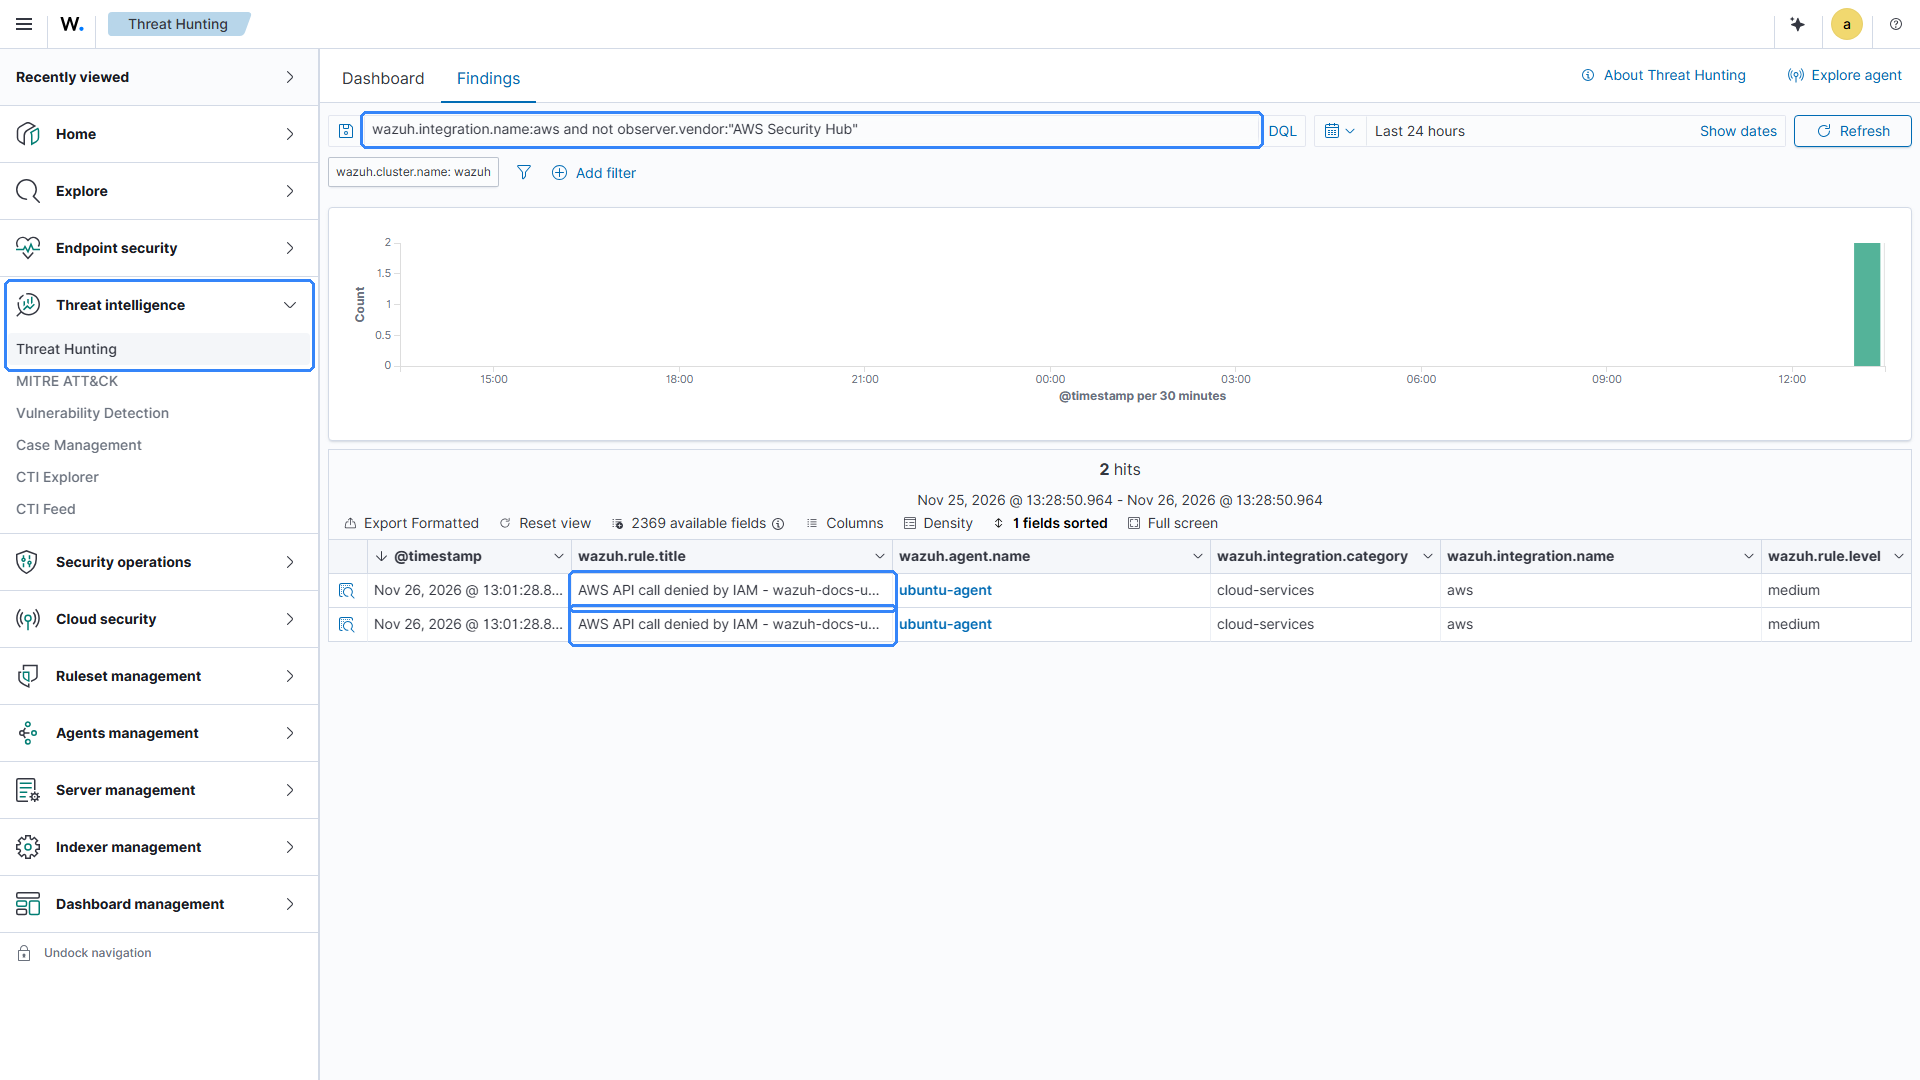 W.
Threat Hunting
a
Recently viewed
Home
Explore
Endpoint security
Threat intelligence
Threat Hunting
MITRE ATT&CK
Vulnerability Detection
Case Management
CTI Explorer
CTI Feed
Security operations
Cloud security
Ruleset management
Agents management
Server management
Indexer management
Dashboard management
Undock navigation
Dashboard
Findings
About Threat Hunting
Explore agent
wazuh.integration.name:aws and not observer.vendor:"AWS Security Hub"
DQL
Last 24 hours
Show dates
Refresh
wazuh.cluster.name: wazuh
Add filter
Count
2
1.5
1
0.5
0
15:00
18:00
21:00
00:00
03:00
06:00
09:00
12:00
@timestamp per 30 minutes
2 hits
Nov 25, 2026 @ 13:28:50.964 - Nov 26, 2026 @ 13:28:50.964
Export Formatted
Reset view
2369 available fields
Columns
Density
1 fields sorted
Full screen
@timestamp wazuh.rule.title wazuh.agent.name wazuh.integration.category wazuh.integration.name wazuh.rule.level
Nov 26, 2026 @ 13:01:28.8... AWS API call denied by IAM - wazuh-docs-u... ubuntu-agent cloud-services aws medium
Nov 26, 2026 @ 13:01:28.8... AWS API call denied by IAM - wazuh-docs-u... ubuntu-agent cloud-services aws medium